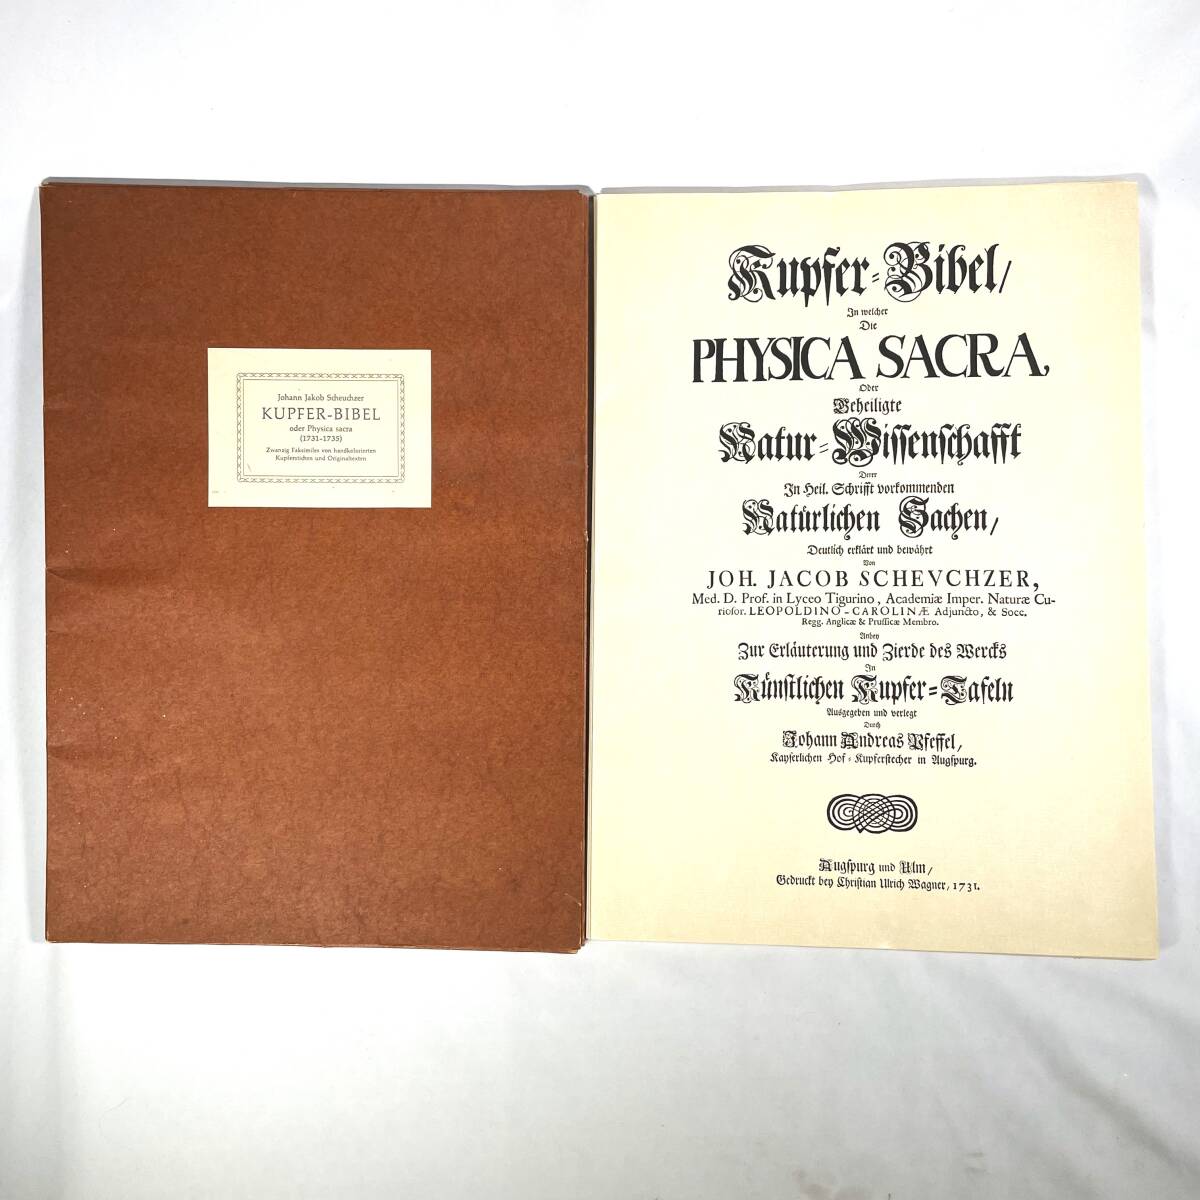 Johann Jakob Scheuchzer
KUPFER-BIBEL
oder Physica sacra
(1731-1735)
Zwanzig Faksimiles von handkolorierten
Kupferstichen und Originaltexten
Kupfer=Bibel/
In welcher
Die
PHYSICA SACRA,
Oder
Geheiligte
Natur=Wissenschafft
Derer
In Heil. Schrifft vorkommenden
Natürlichen Sachen/
Deutlich erklärt und bewährt
Von
JOH. JACOB SCHEVCHZER,
Med. D. Prof. in Lyceo Tigurino, Academiæ Imper. Naturæ Cu-
riosor. LEOPOLDINO-CAROLINÆ Adjuncto, & Socc.
Regg. Anglicæ & Prussicæ Membro.
Anbey
Zur Erläuterung und Zierde des Wercks
In
Künstlichen Kupfer=Tafeln
Ausgegeben und verlegt
Durch
Johann Andreas Pfeffel/
Kayserlichen Hof=Kupferstecher in Augspurg.
Augspurg und Ulm/
Gedruckt bey Christian Ulrich Wagner, 1731.